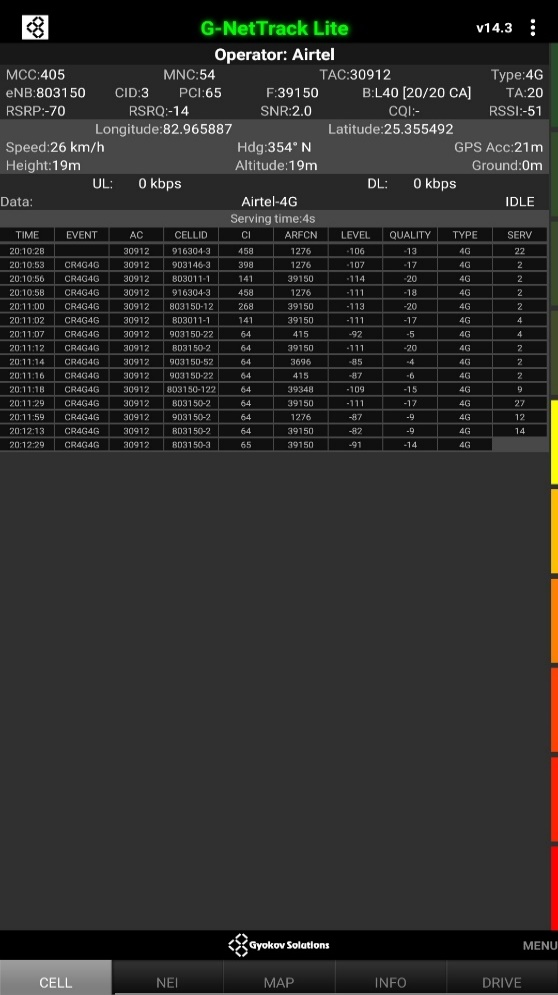 G-NetTrack Lite v14.3
Operator: Airtel
MCC:405 MNC:54 TAC:30912 Type:4G
eNB:803150 CID:3 PCI:65 F:39150 B:L40 [20/20 CA] TA:20
RSRP:-70 RSRQ:-14 SNR:2.0 CQI:- RSSI:-51
Longitude:82.965887 Latitude:25.355492
Speed:26 km/h Hdg:354° N GPS Acc:21m
Height:19m Altitude:19m Ground:0m
UL: 0 kbps DL: 0 kbps
Data: Airtel-4G IDLE
Serving time:4s
TIME EVENT AC CELLID CI ARFCN LEVEL QUALITY TYPE SERV
20:10:28 30912 916304-3 458 1276 -106 -13 4G 22
20:10:53 CR4G4G 30912 903146-3 398 1276 -107 -17 4G 2
20:10:56 CR4G4G 30912 803011-1 141 39150 -114 -20 4G 2
20:10:58 CR4G4G 30912 916304-3 458 1276 -111 -18 4G 2
20:11:00 CR4G4G 30912 803150-12 268 39150 -113 -20 4G 2
20:11:02 CR4G4G 30912 803011-1 141 39150 -111 -17 4G 4
20:11:07 CR4G4G 30912 903150-22 64 415 -92 -5 4G 4
20:11:12 CR4G4G 30912 803150-2 64 39150 -111 -20 4G 2
20:11:14 CR4G4G 30912 903150-52 64 3696 -85 -4 4G 2
20:11:16 CR4G4G 30912 903150-22 64 415 -87 -6 4G 2
20:11:18 CR4G4G 30912 803150-122 64 39348 -109 -15 4G 9
20:11:29 CR4G4G 30912 803150-2 64 39150 -111 -17 4G 27
20:11:59 CR4G4G 30912 903150-2 64 1276 -87 -9 4G 12
20:12:13 CR4G4G 30912 803150-2 64 39150 -82 -9 4G 14
20:12:29 CR4G4G 30912 803150-3 65 39150 -91 -14 4G
Gyokov Solutions MENU
CELL NEI MAP INFO DRIVE